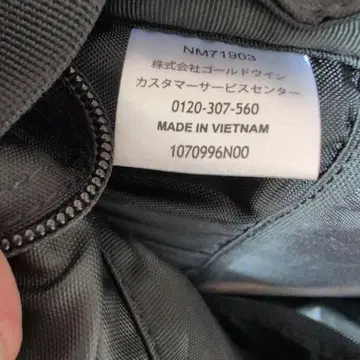 NM71903
株式会社ゴールドウイン
カスタマーサービスセンター
0120-307-560
MADE IN VIETNAM
1070996N00